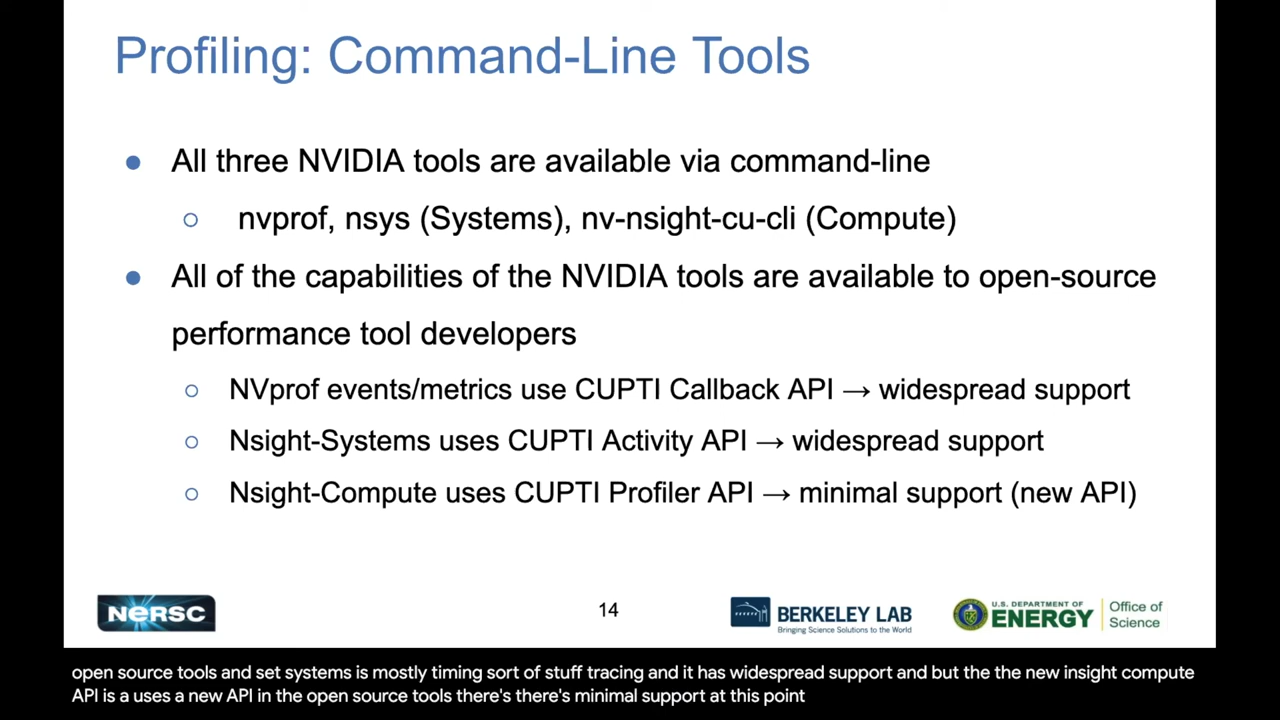 Profiling: Command-Line Tools
● All three NVIDIA tools are available via command-line
○ nvprof, nsys (Systems), nv-nsight-cu-cli (Compute)
● All of the capabilities of the NVIDIA tools are available to open-source
performance tool developers
○ NVprof events/metrics use CUPTI Callback API → widespread support
○ Nsight-Systems uses CUPTI Activity API → widespread support
○ Nsight-Compute uses CUPTI Profiler API → minimal support (new API)
NERSC
14
BERKELEY LAB
Bringing Science Solutions to the World
U.S. DEPARTMENT OF
ENERGY
Office of
Science
open source tools and set systems is mostly timing sort of stuff tracing and it has widespread support and but the the new insight compute
API is a uses a new API in the open source tools there's there's minimal support at this point